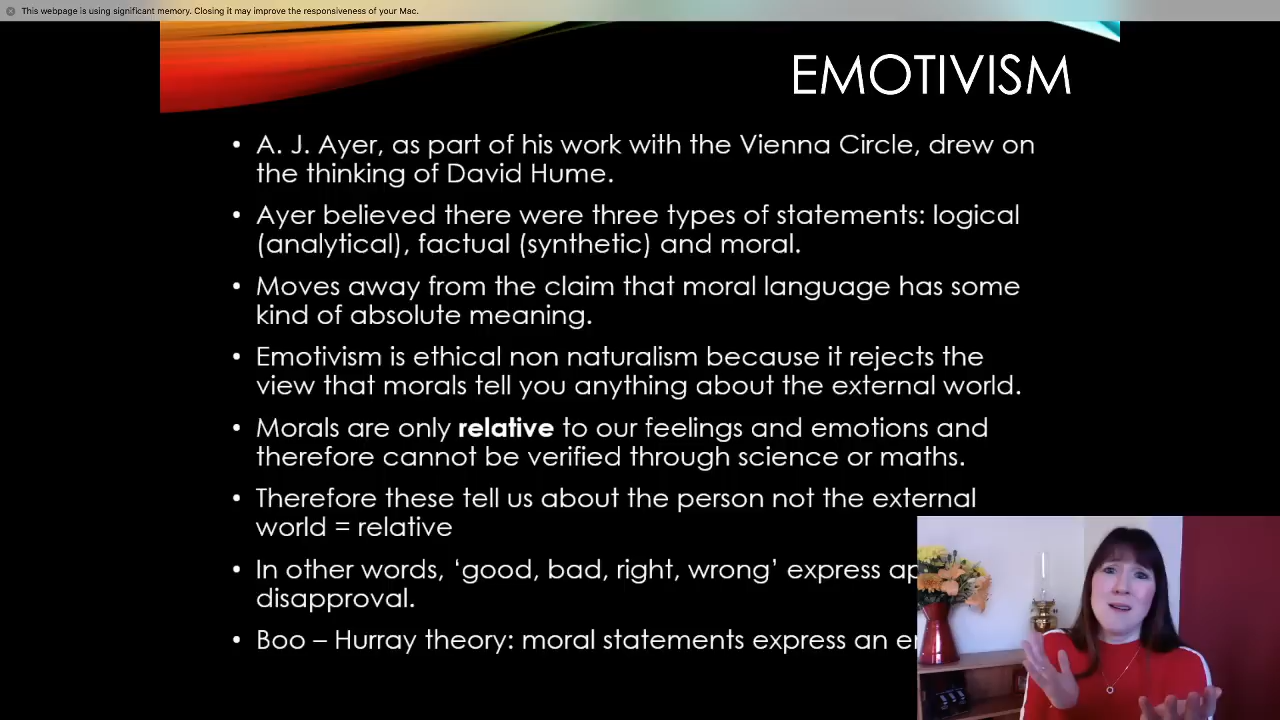 This webpage is using significant memory. Closing it may improve the responsiveness of your Mac.
EMOTIVISM
• A. J. Ayer, as part of his work with the Vienna Circle, drew on
the thinking of David Hume.
• Ayer believed there were three types of statements: logical
(analytical), factual (synthetic) and moral.
• Moves away from the claim that moral language has some
kind of absolute meaning.
• Emotivism is ethical non naturalism because it rejects the
view that morals tell you anything about the external world.
• Morals are only relative to our feelings and emotions and
therefore cannot be verified through science or maths.
• Therefore these tell us about the person not the external
world = relative
• In other words, ‘good, bad, right, wrong’ express
disapproval.
• Boo – Hurray theory: moral statements express an